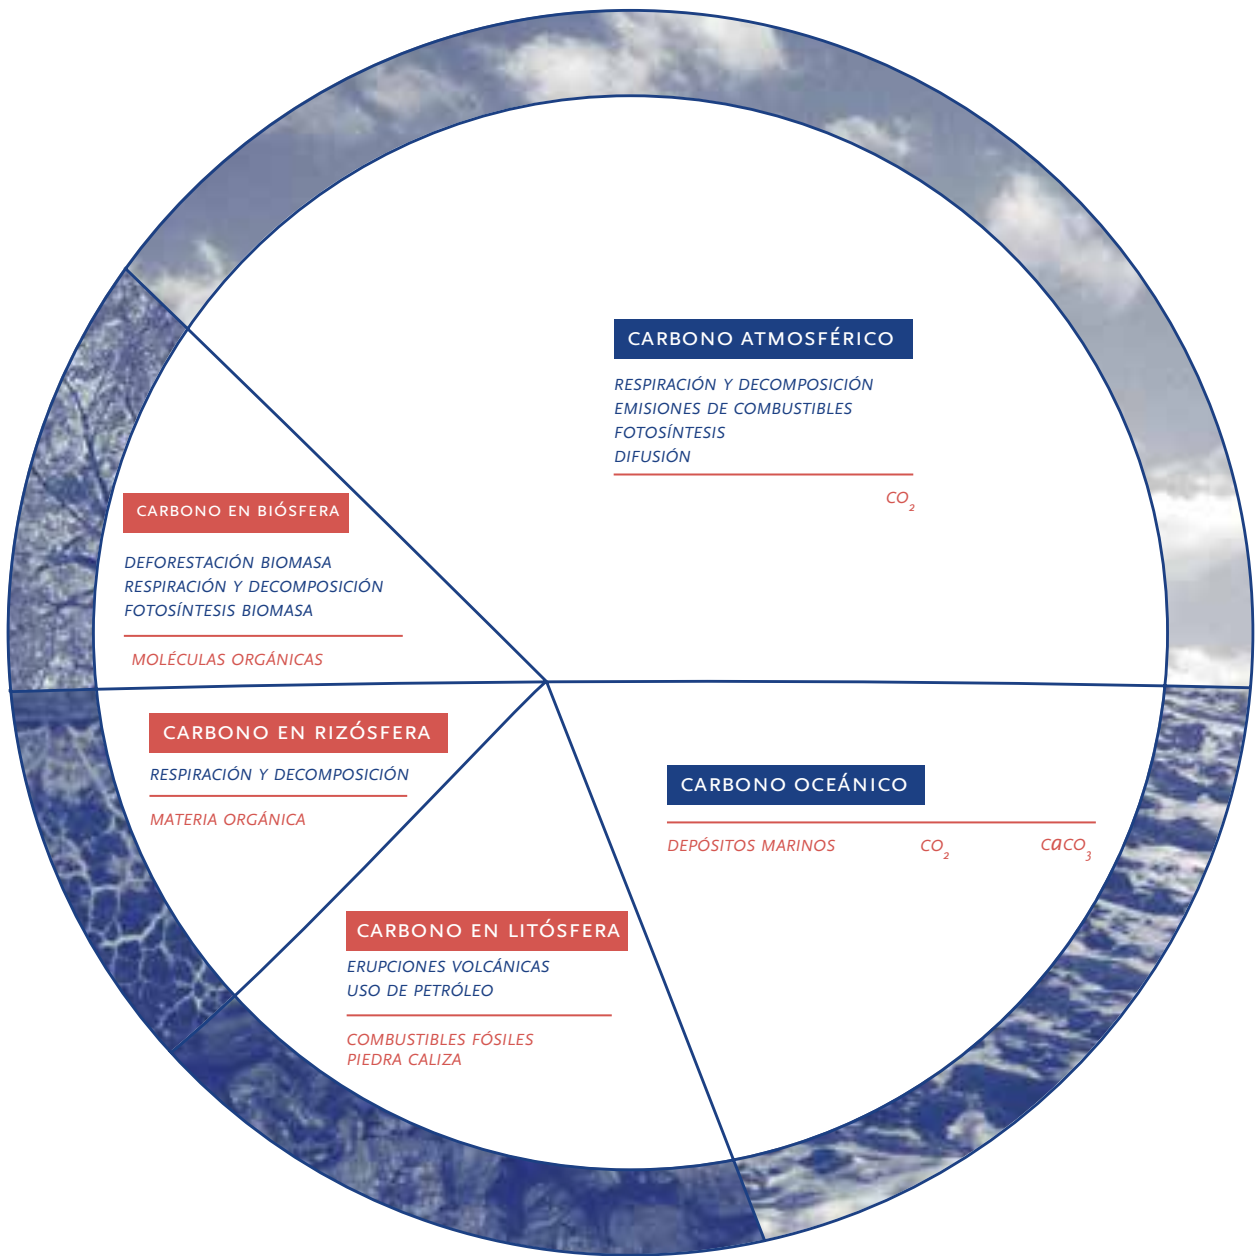 CARBONO ATMOSFÉRICO
RESPIRACIÓN Y DECOMPOSICIÓN
EMISIONES DE COMBUSTIBLES
FOTOSÍNTESIS
DIFUSIÓN
CO₂
CARBONO EN BIÓSFERA
DEFORESTACIÓN BIOMASA
RESPIRACIÓN Y DECOMPOSICIÓN
FOTOSÍNTESIS BIOMASA
MOLÉCULAS ORGÁNICAS
CARBONO EN RIZÓSFERA
RESPIRACIÓN Y DECOMPOSICIÓN
MATERIA ORGÁNICA
CARBONO OCEÁNICO
DEPÓSITOS MARINOS CO₂ CaCO₃
CARBONO EN LITÓSFERA
ERUPCIONES VOLCÁNICAS
USO DE PETRÓLEO
COMBUSTIBLES FÓSILES
PIEDRA CALIZA